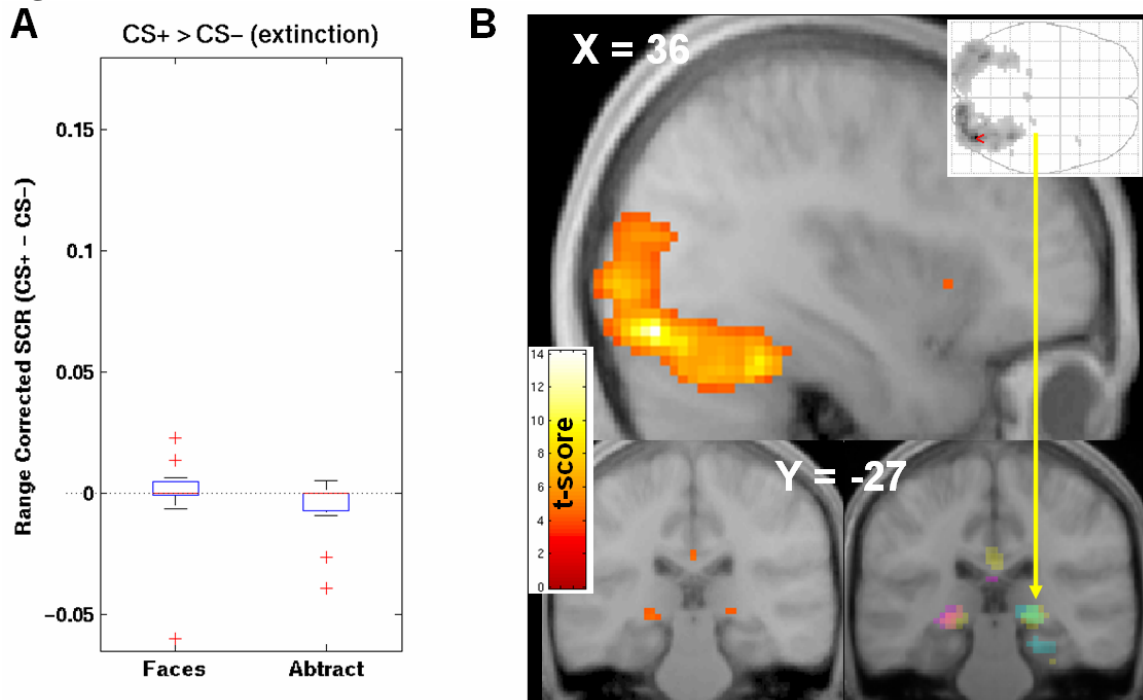 A
CS+ > CS− (extinction)
Range Corrected SCR (CS+ − CS−)
0.15
0.1
0.05
0
−0.05
Faces
Abtract
B
X = 36
t-score
14
12
10
8
6
4
2
0
Y = -27
<